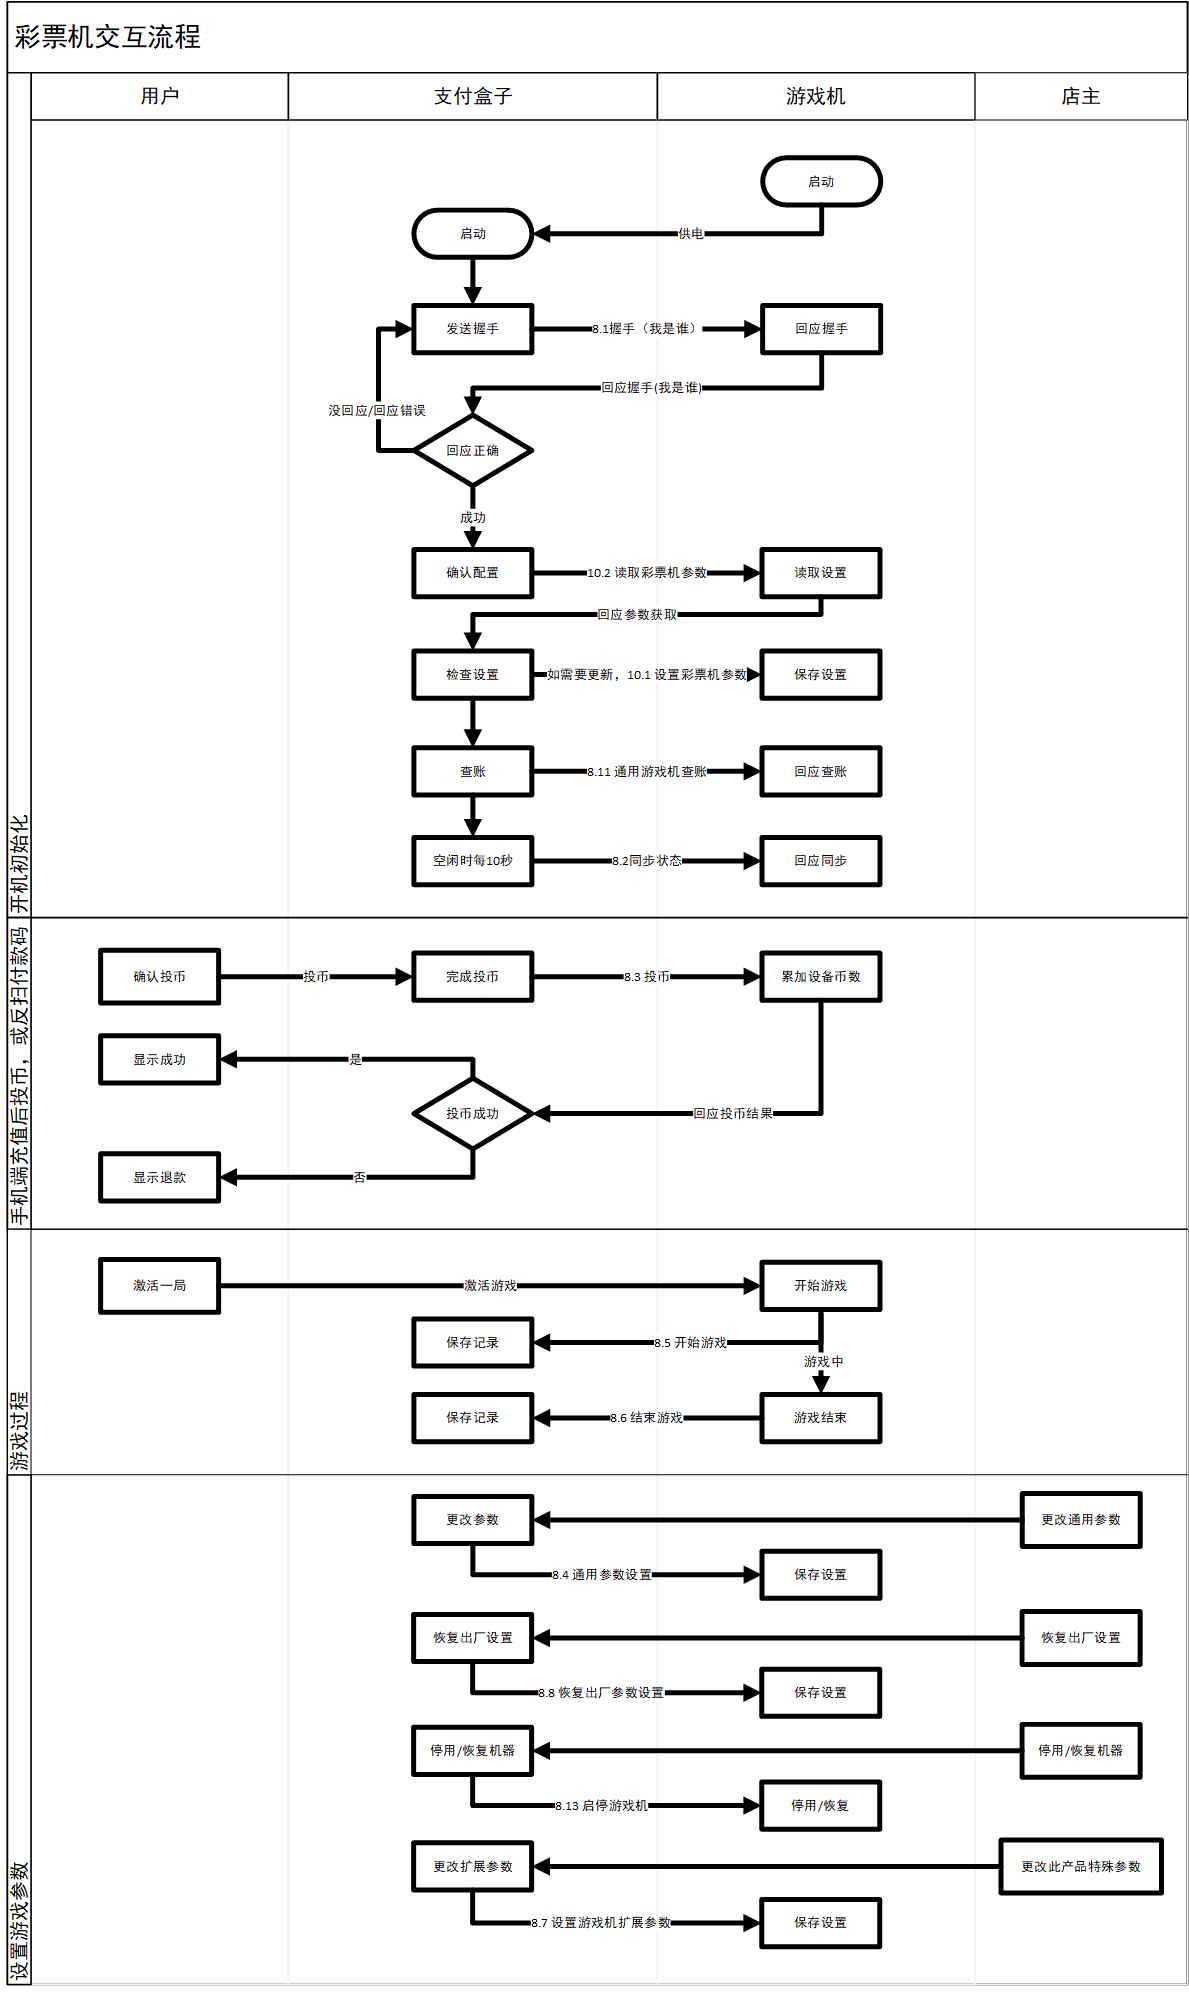 彩票机交互流程
用户
支付盒子
游戏机
店主
开机初始化
启动
供电
启动
发送握手
8.1握手（我是谁）
回应握手
回应握手(我是谁)
没回应/回应错误
回应正确
成功
确认配置
10.2 读取彩票机参数
读取设置
回应参数获取
检查设置
如需要更新，10.1 设置彩票机参数
保存设置
查账
8.11 通用游戏机查账
回应查账
空闲时每10秒
8.2同步状态
回应同步
手机端充值后投币，或反扫付款码
确认投币
投币
完成投币
8.3 投币
累加设备币数
显示成功
是
投币成功
回应投币结果
显示退款
否
游戏过程
激活一局
激活游戏
开始游戏
保存记录
8.5 开始游戏
游戏中
保存记录
8.6 结束游戏
游戏结束
设置游戏参数
更改参数
更改通用参数
8.4 通用参数设置
保存设置
恢复出厂设置
恢复出厂设置
8.8 恢复出厂参数设置
保存设置
停用/恢复机器
停用/恢复机器
8.13 启停游戏机
停用/恢复
更改扩展参数
更改此产品特殊参数
8.7 设置游戏机扩展参数
保存设置